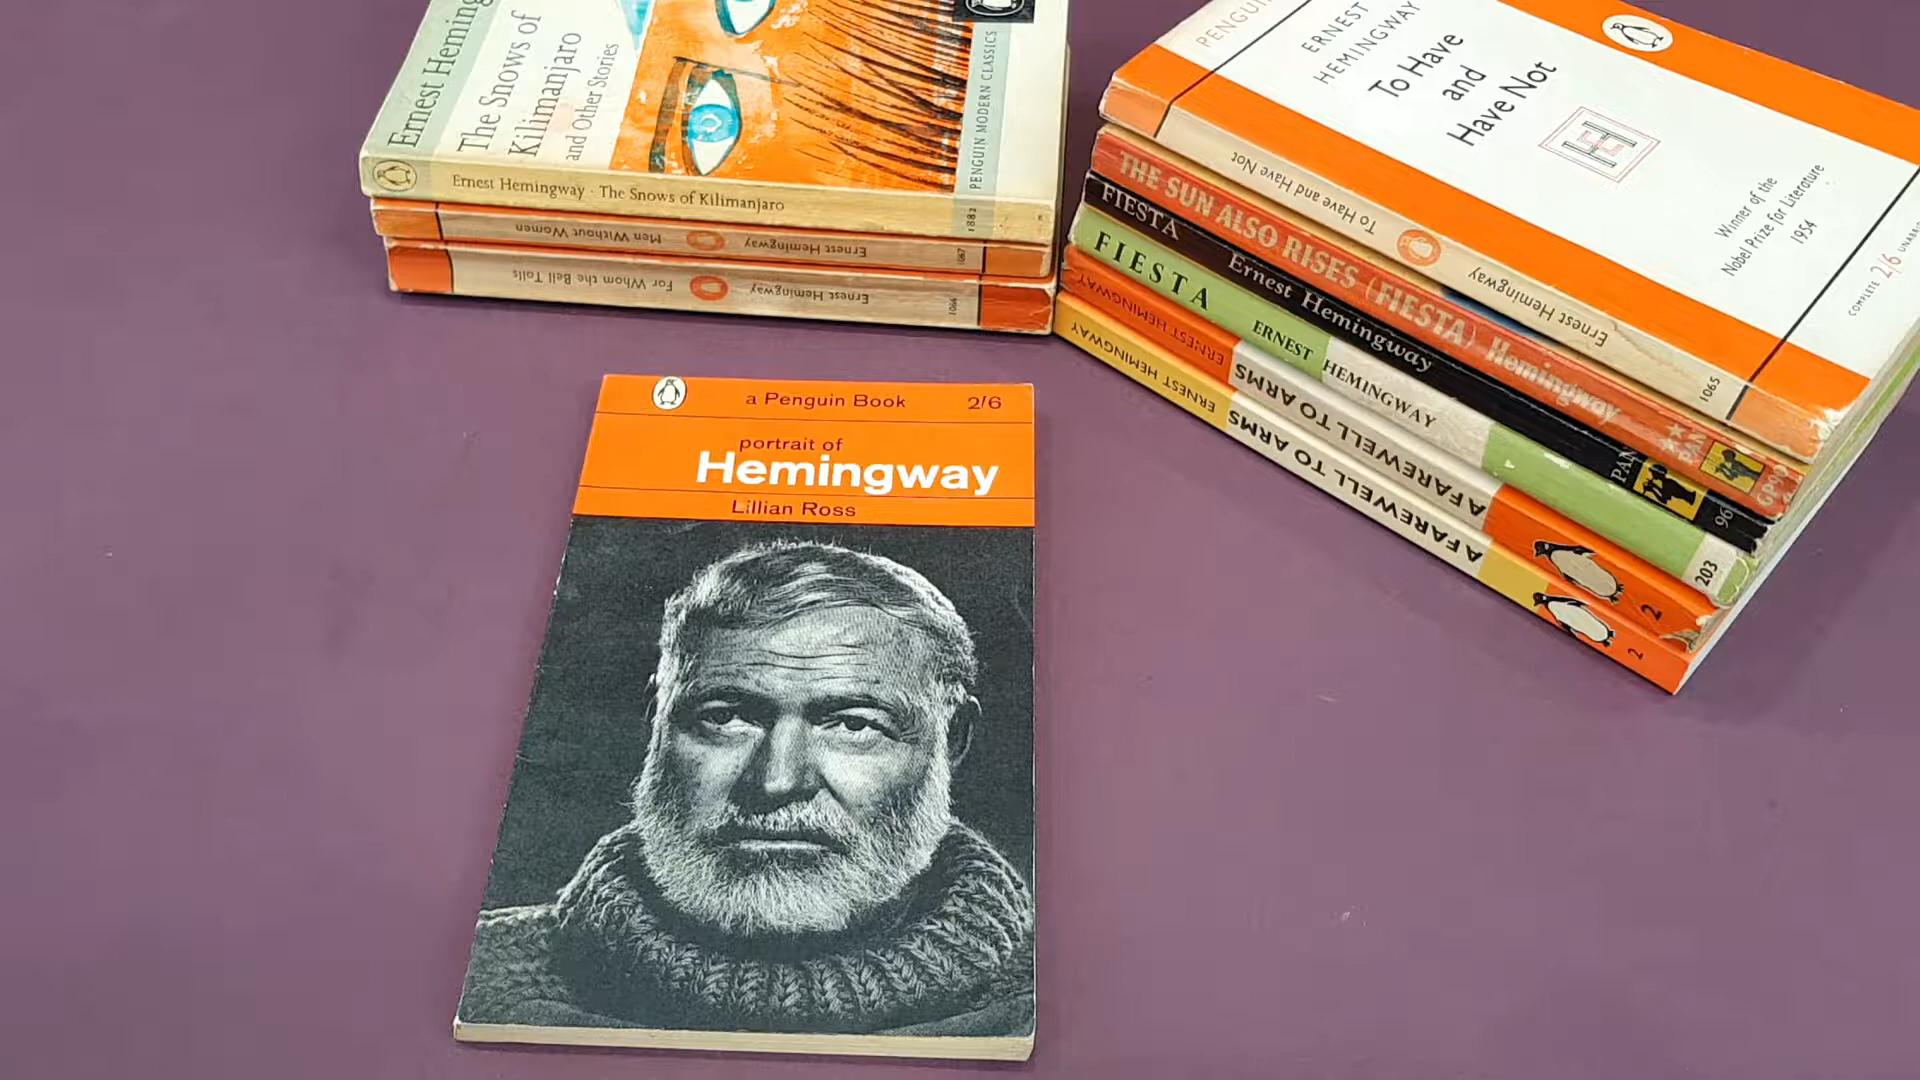 Ernest Heming
The Snows of
Kilimanjaro
and Other Stories
PENGUIN MODERN CLASSICS
Ernest Hemingway · The Snows of Kilimanjaro
1882
Men Without Women
Ernest Hemingway
1067
For Whom the Bell Tolls
Ernest Hemingway
1066
PENGUIN
ERNEST
HEMINGWAY
To Have
and
Have Not
Winner of the
Nobel Prize for Literature
1954
COMPLETE 2/6
To Have and Have Not
Ernest Hemingway
1065
THE SUN ALSO RISES (FIESTA) Hemingway
PAN
FIESTA
Ernest Hemingway
PAN
96
FIESTA
ERNEST HEMINGWAY
203
ERNEST HEMINGWAY
A FAREWELL TO ARMS
2
ERNEST HEMINGWAY
A FAREWELL TO ARMS
2
a Penguin Book 2/6
portrait of
Hemingway
Lillian Ross